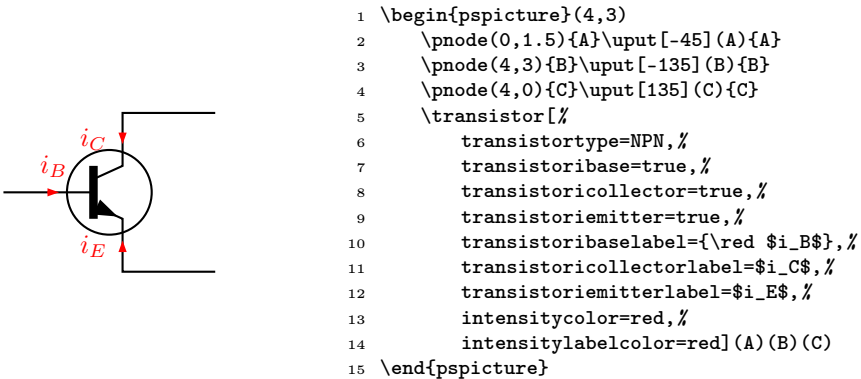 i_C
i_B
i_E
1 \begin{pspicture}(4,3)
2 \pnode(0,1.5){A}\uput[-45](A){A}
3 \pnode(4,3){B}\uput[-135](B){B}
4 \pnode(4,0){C}\uput[135](C){C}
5 \transistor[%
6 transistortype=NPN,%
7 transistoribase=true,%
8 transistoricollector=true,%
9 transistoriemitter=true,%
10 transistoribaselabel={\red $i_B$},%
11 transistoricollectorlabel=$i_C$,%
12 transistoriemitterlabel=$i_E$,%
13 intensitycolor=red,%
14 intensitylabelcolor=red](A)(B)(C)
15 \end{pspicture}